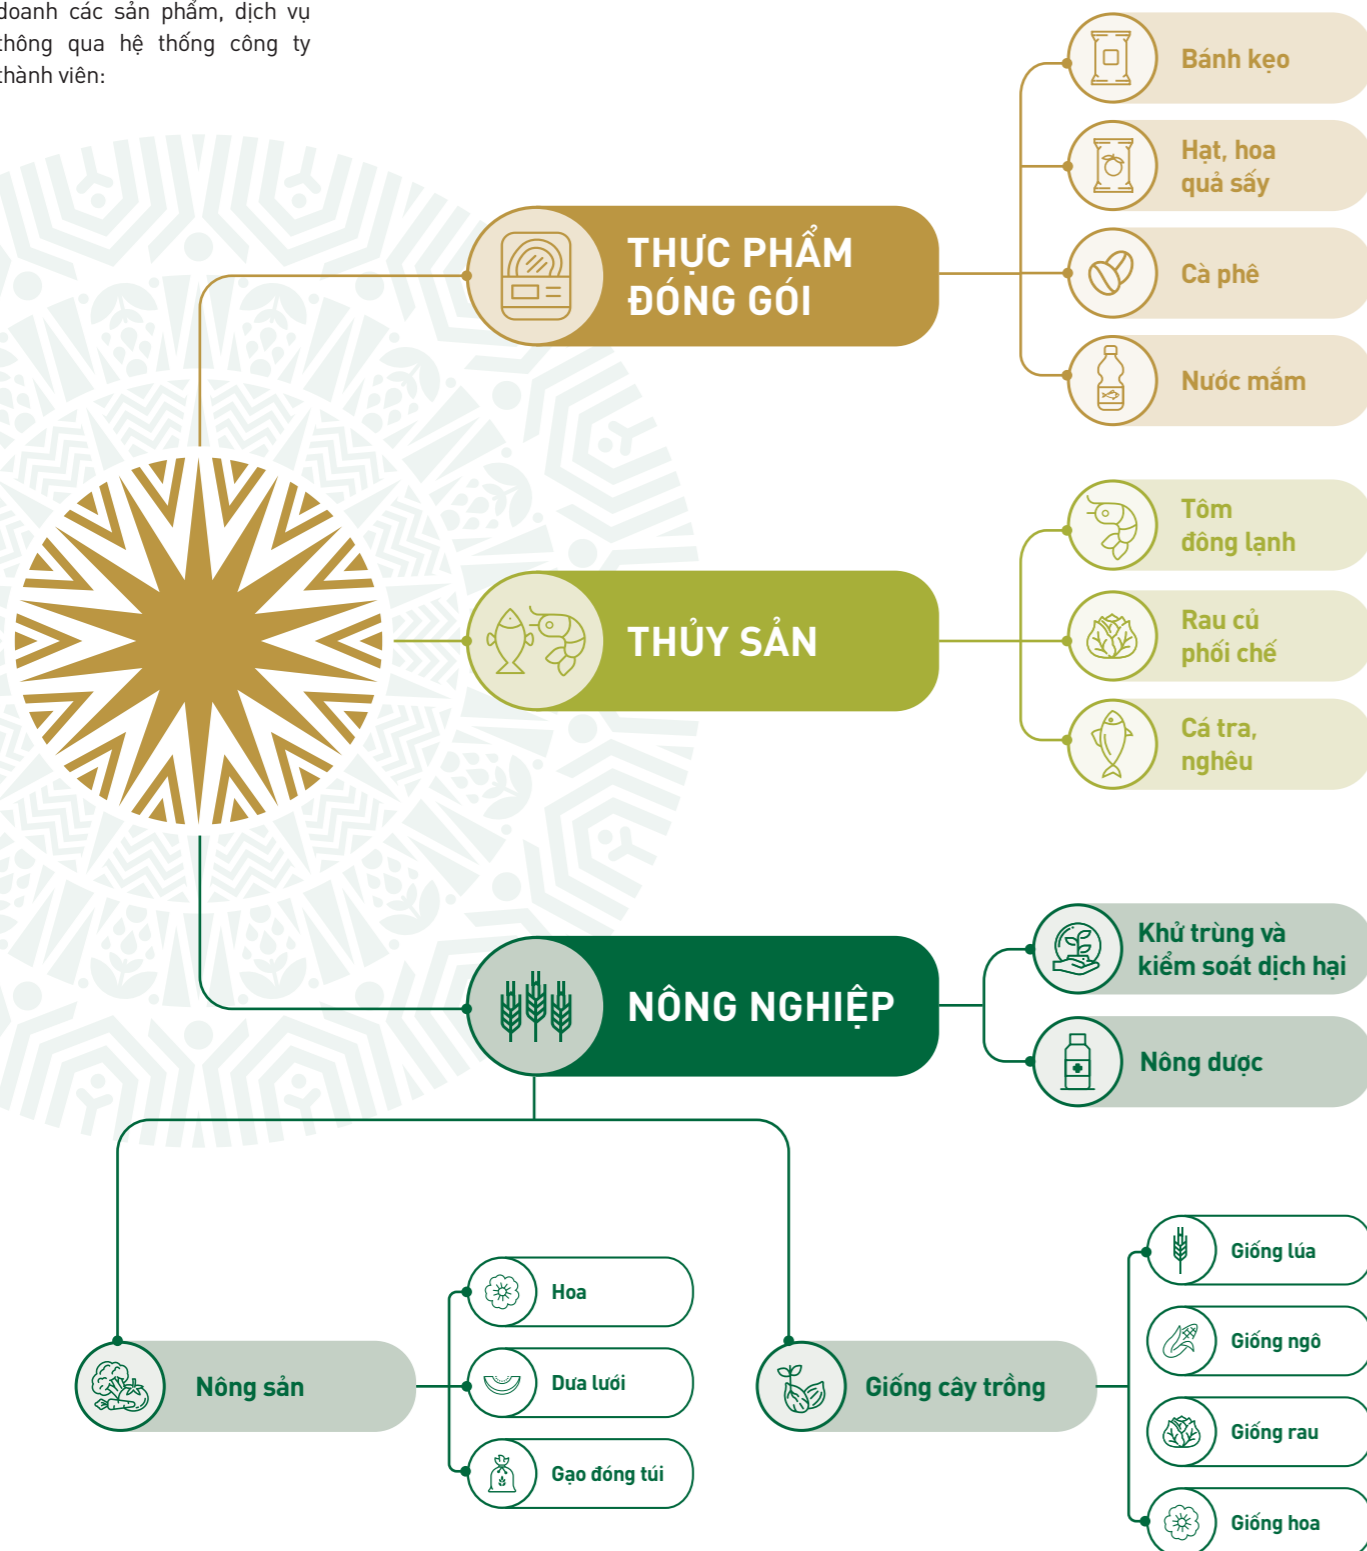 doanh các sản phẩm, dịch vụ
thông qua hệ thống công ty
thành viên:
Bánh kẹo
Hạt, hoa
quả sấy
THỰC PHẨM
ĐÓNG GÓI
Cà phê
Nước mắm
Tôm
đông lạnh
THỦY SẢN
Rau củ
phối chế
Cá tra,
nghêu
NÔNG NGHIỆP
Khử trùng và
kiểm soát dịch hại
Nông dược
Nông sản
Hoa
Dưa lưới
Gạo đóng túi
Giống cây trồng
Giống lúa
Giống ngô
Giống rau
Giống hoa